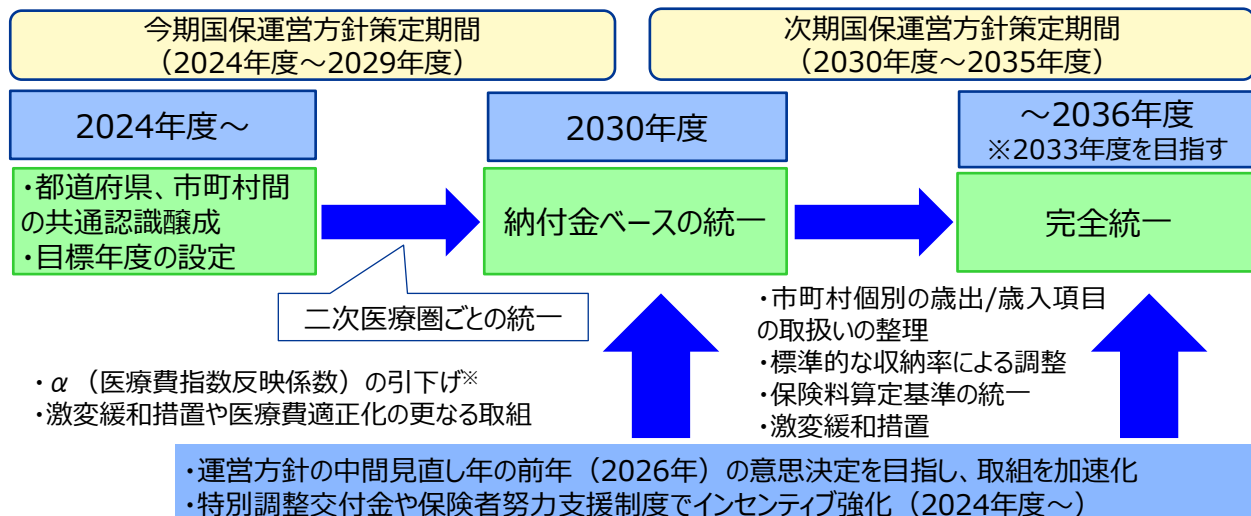 今期国保運営方針策定期間
（2024年度～2029年度）
次期国保運営方針策定期間
（2030年度～2035年度）
2024年度～
2030年度
～2036年度
※2033年度を目指す
・都道府県、市町村間
の共通認識醸成
・目標年度の設定
納付金ベースの統一
完全統一
二次医療圏ごとの統一
・α（医療費指数反映係数）の引下げ※
・激変緩和措置や医療費適正化の更なる取組
・市町村個別の歳出/歳入項目
の取扱いの整理
・標準的な収納率による調整
・保険料算定基準の統一
・激変緩和措置
・運営方針の中間見直し年の前年（2026年）の意思決定を目指し、取組を加速化
・特別調整交付金や保険者努力支援制度でインセンティブ強化（2024年度～）